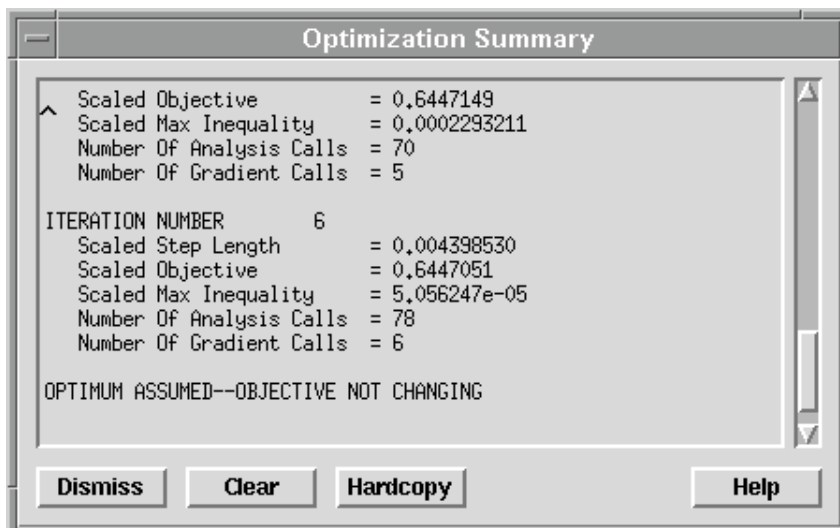 Optimization Summary
Scaled Objective = 0.6447149
Scaled Max Inequality = 0.0002293211
Number Of Analysis Calls = 70
Number Of Gradient Calls = 5
ITERATION NUMBER 6
Scaled Step Length = 0.004398530
Scaled Objective = 0.6447051
Scaled Max Inequality = 5.056247e-05
Number Of Analysis Calls = 78
Number Of Gradient Calls = 6
OPTIMUM ASSUMED--OBJECTIVE NOT CHANGING
Dismiss Clear Hardcopy Help